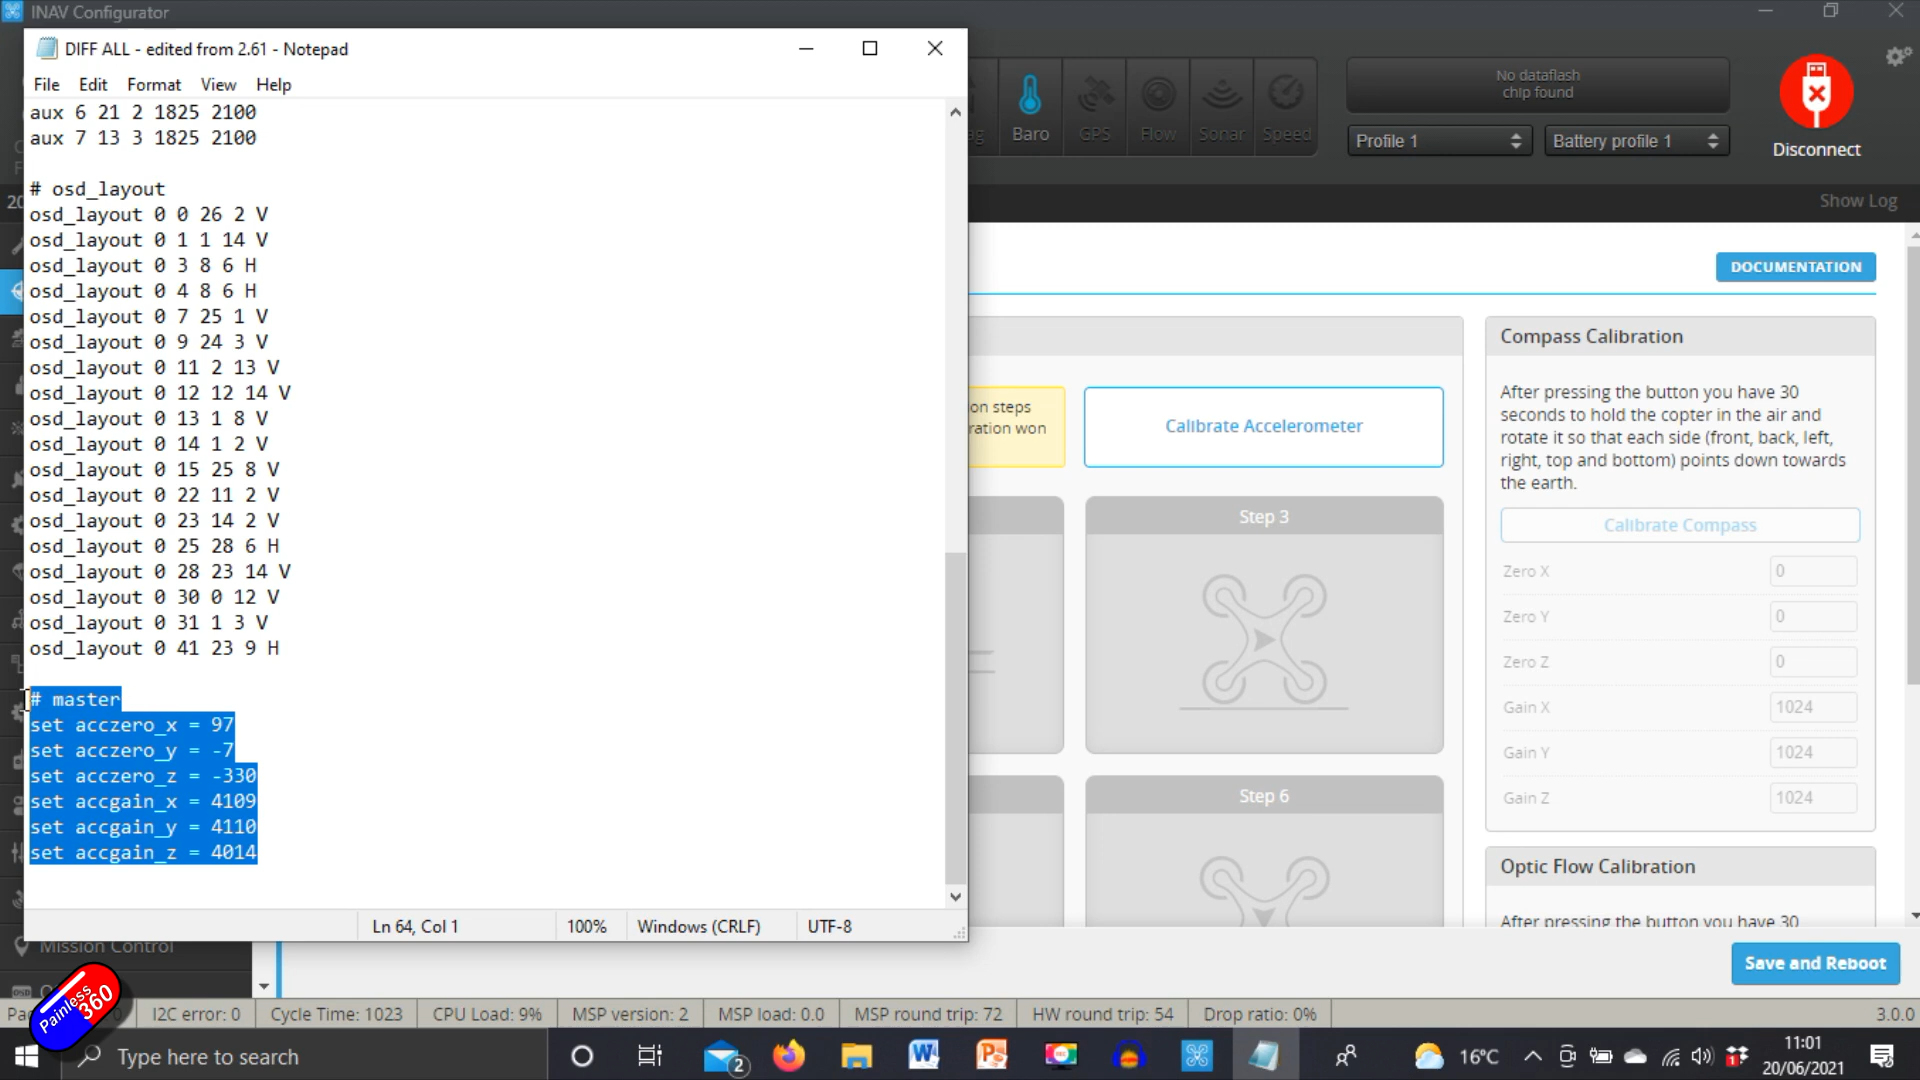 INAV Configurator
DIFF ALL - edited from 2.61 - Notepad
File Edit Format View Help
aux 6 21 2 1825 2100
aux 7 13 3 1825 2100
# osd_layout
osd_layout 0 0 26 2 V
osd_layout 0 1 1 14 V
osd_layout 0 3 8 6 H
osd_layout 0 4 8 6 H
osd_layout 0 7 25 1 V
osd_layout 0 9 24 3 V
osd_layout 0 11 2 13 V
osd_layout 0 12 12 14 V
osd_layout 0 13 1 8 V
osd_layout 0 14 1 2 V
osd_layout 0 15 25 8 V
osd_layout 0 22 11 2 V
osd_layout 0 23 14 2 V
osd_layout 0 25 28 6 H
osd_layout 0 28 23 14 V
osd_layout 0 30 0 12 V
osd_layout 0 31 1 3 V
osd_layout 0 41 23 9 H
# master
set acczero_x = 97
set acczero_y = -7
set acczero_z = -330
set accgain_x = 4109
set accgain_y = 4110
set accgain_z = 4014
Ln 64, Col 1 100% Windows (CRLF) UTF-8
Baro GPS Flow Sonar Speed
No dataflash
chip found
Profile 1 Battery profile 1
Disconnect
Show Log
DOCUMENTATION
on steps
ration won
Calibrate Accelerometer
Step 3
Step 6
Compass Calibration
After pressing the button you have 30
seconds to hold the copter in the air and
rotate it so that each side (front, back, left,
right, top and bottom) points down towards
the earth.
Calibrate Compass
Zero X 0
Zero Y 0
Zero Z 0
Gain X 1024
Gain Y 1024
Gain Z 1024
Optic Flow Calibration
After pressing the button you have 30
Save and Reboot
Mission Control
Painless
360
I2C error: 0 Cycle Time: 1023 CPU Load: 9% MSP version: 2 MSP load: 0.0 MSP round trip: 72 HW round trip: 54 Drop ratio: 0% 3.0.0
Type here to search
2
16°C
11:01
20/06/2021